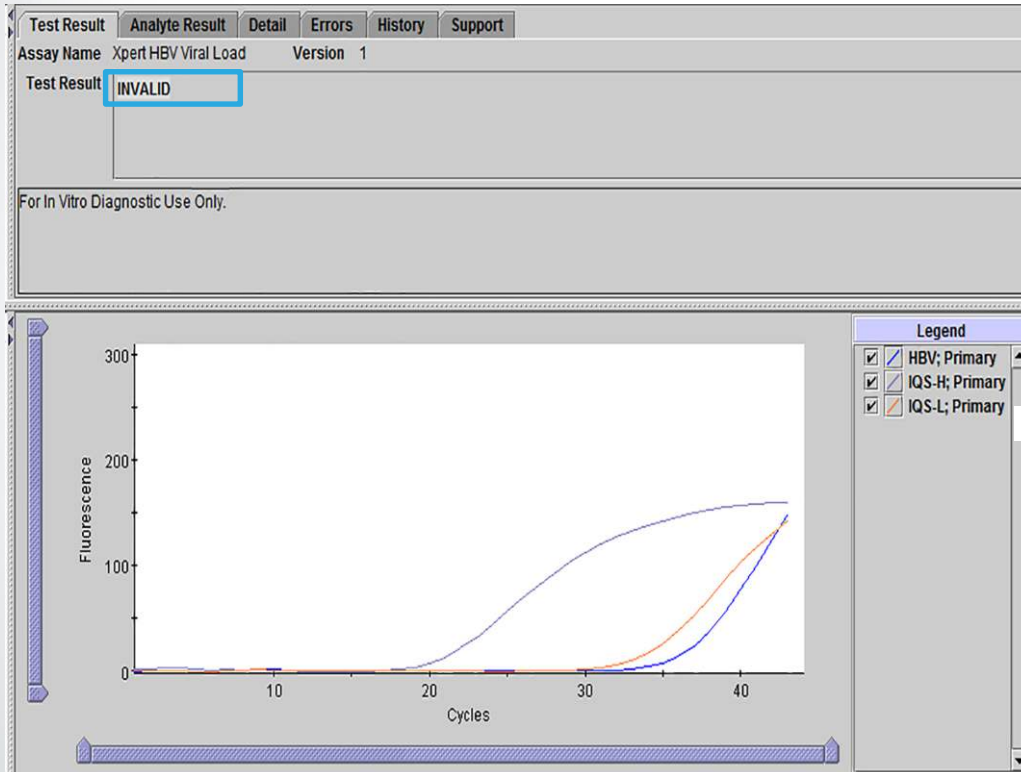 Test Result Analyte Result Detail Errors History Support
Assay Name Xpert HBV Viral Load Version 1
Test Result INVALID
For In Vitro Diagnostic Use Only.
Legend
HBV; Primary
IQS-H; Primary
IQS-L; Primary
300
200
100
0
Fluorescence
10 20 30 40
Cycles